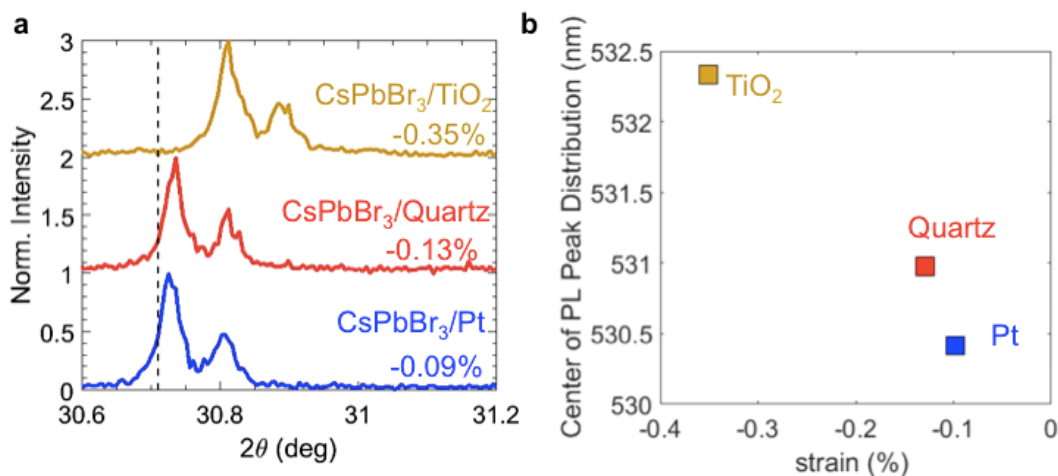 a
Norm. Intensity
3
2.5
2
1.5
1
0.5
0
CsPbBr₃/TiO₂
-0.35%
CsPbBr₃/Quartz
-0.13%
CsPbBr₃/Pt
-0.09%
30.6 30.8 31 31.2
2θ (deg)
b
Center of PL Peak Distribution (nm)
532.5
532
531.5
531
530.5
530
TiO₂
Quartz
Pt
-0.4 -0.3 -0.2 -0.1 0
strain (%)